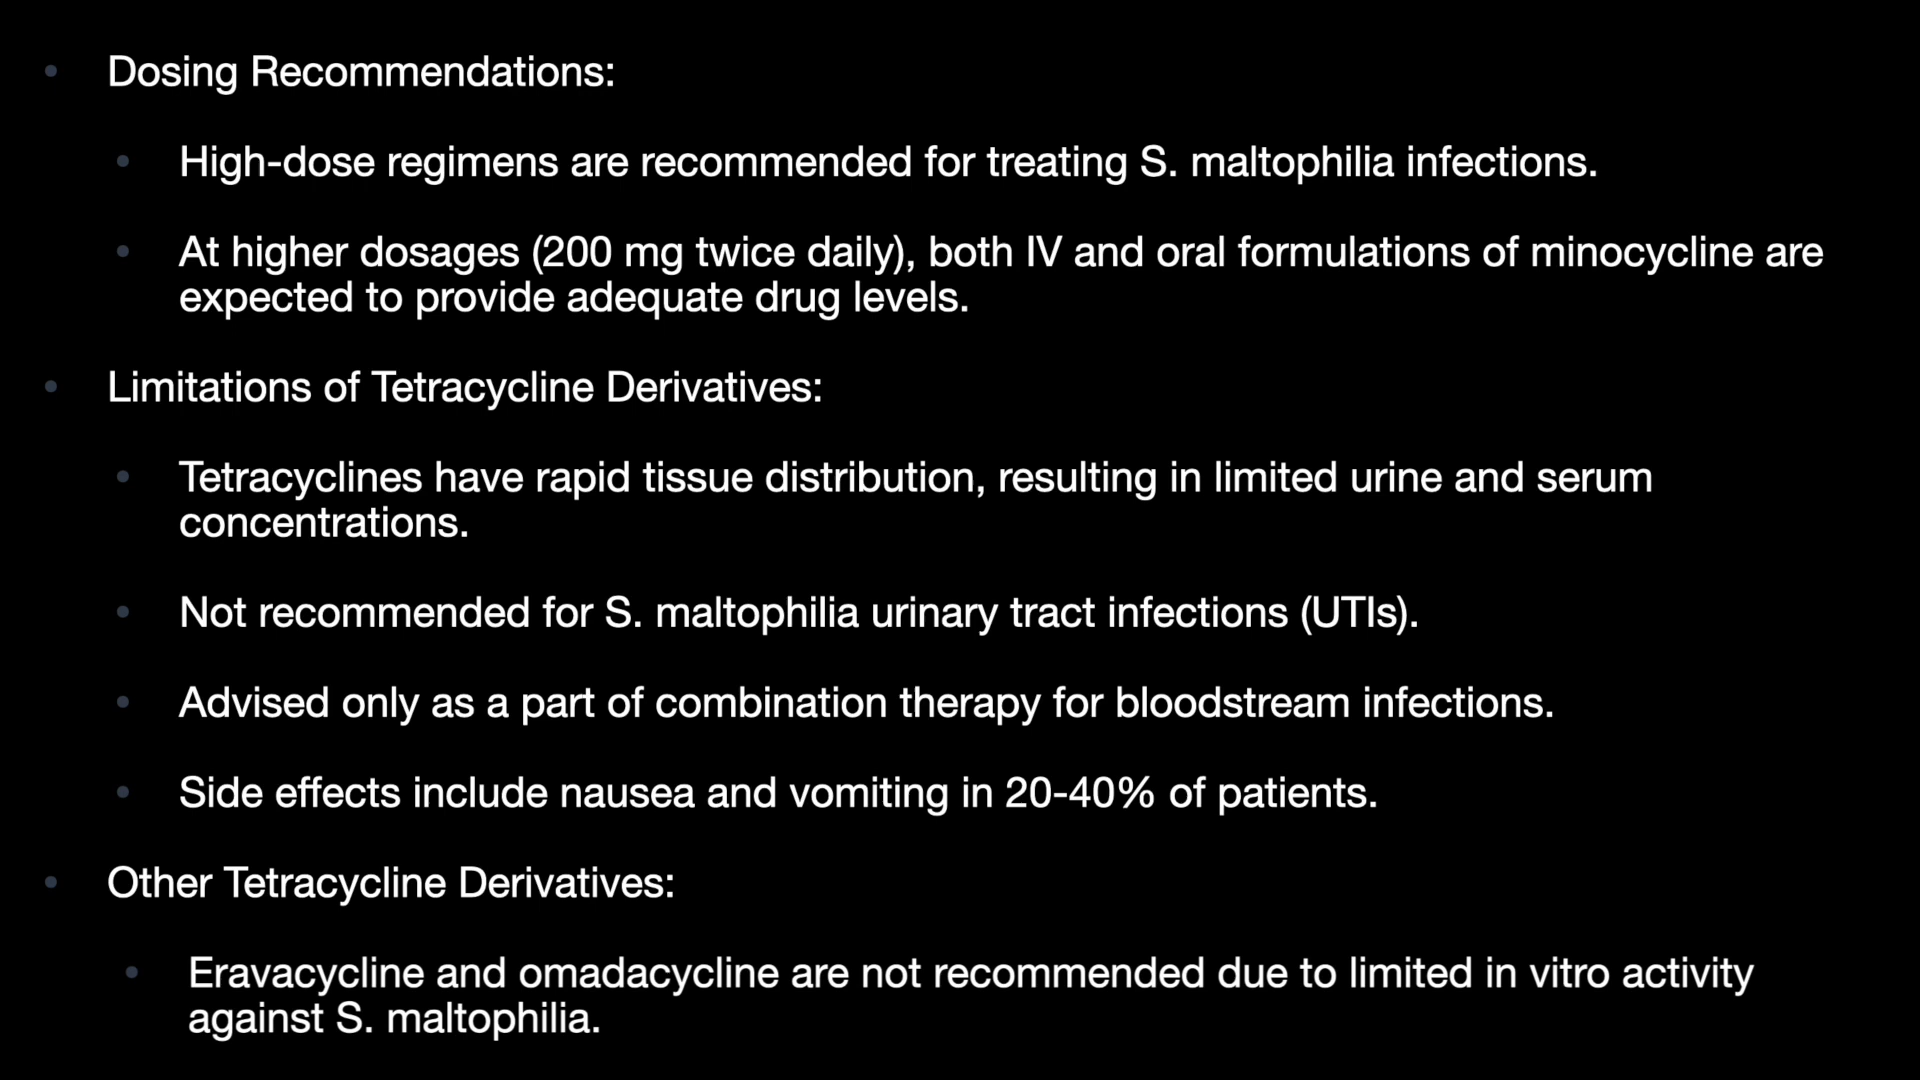 Dosing Recommendations:
High-dose regimens are recommended for treating S. maltophilia infections.
At higher dosages (200 mg twice daily), both IV and oral formulations of minocycline are
expected to provide adequate drug levels.
Limitations of Tetracycline Derivatives:
Tetracyclines have rapid tissue distribution, resulting in limited urine and serum
concentrations.
Not recommended for S. maltophilia urinary tract infections (UTIs).
Advised only as a part of combination therapy for bloodstream infections.
Side effects include nausea and vomiting in 20-40% of patients.
Other Tetracycline Derivatives:
Eravacycline and omadacycline are not recommended due to limited in vitro activity
against S. maltophilia.